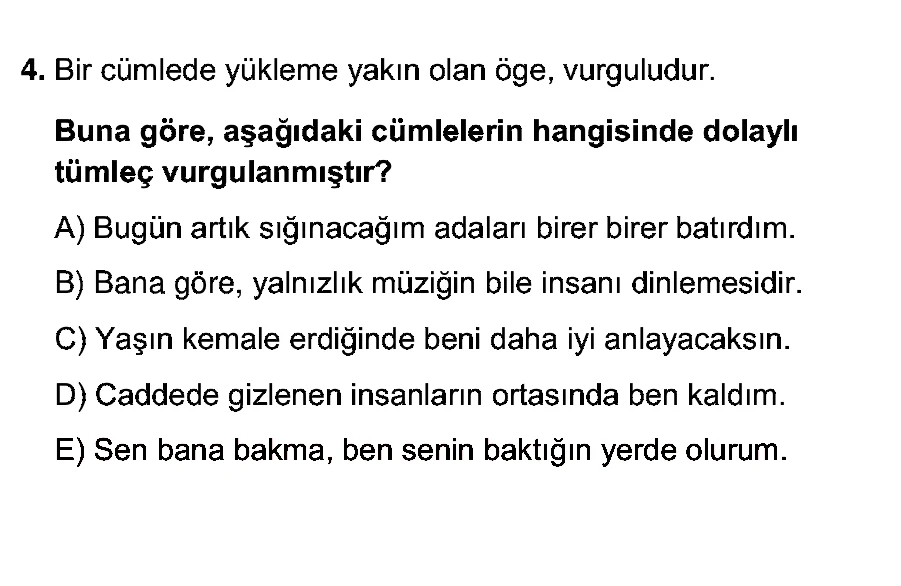 4. Bir cümlede yükleme yakın olan öge, vurguludur.
Buna göre, aşağıdaki cümlelerin hangisinde dolaylı
tümleç vurgulanmıştır?
A) Bugün artık sığınacağım adaları birer birer batırdım.
B) Bana göre, yalnızlık müziğin bile insanı dinlemesidir.
C) Yaşın kemale erdiğinde beni daha iyi anlayacaksın.
D) Caddede gizlenen insanların ortasında ben kaldım.
E) Sen bana bakma, ben senin baktığın yerde olurum.